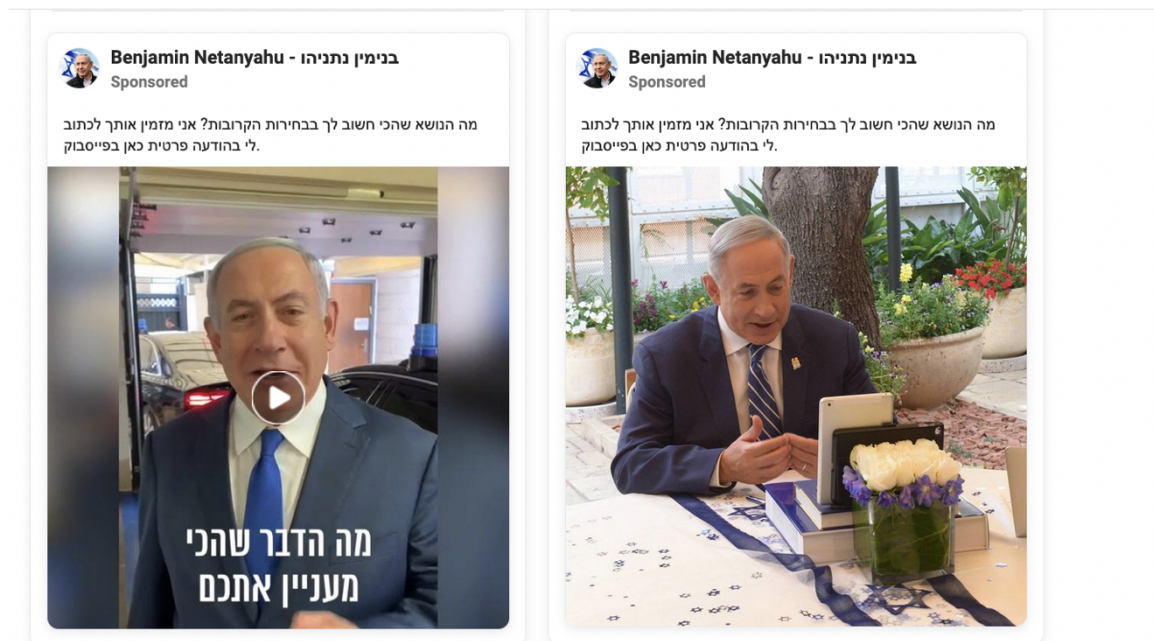 Benjamin Netanyahu - בנימין נתניהו
Sponsored
מה הנושא שהכי חשוב לך בבחירות הקרובות? אני מזמין אותך לכתוב
לי בהודעה פרטית כאן בפייסבוק.
מה הדבר שהכי
מעניין אתכם
Benjamin Netanyahu - בנימין נתניהו
Sponsored
מה הנושא שהכי חשוב לך בבחירות הקרובות? אני מזמין אותך לכתוב
לי בהודעה פרטית כאן בפייסבוק.